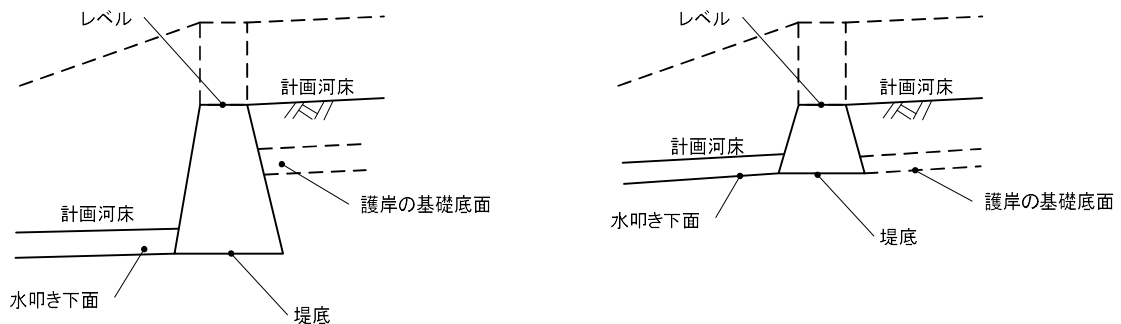 レベル
計画河床
護岸の基礎底面
計画河床
水叩き下面
堤底
レベル
計画河床
計画河床
護岸の基礎底面
水叩き下面
堤底